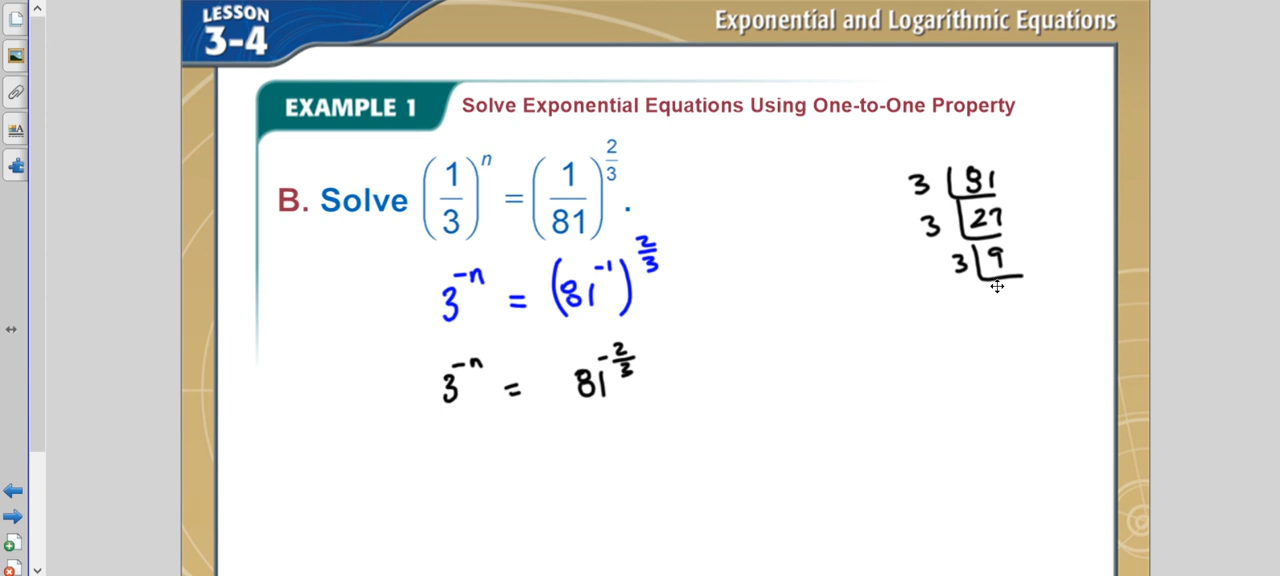 LESSON
3-4
Exponential and Logarithmic Equations
EXAMPLE 1
Solve Exponential Equations Using One-to-One Property
B. Solve (1/3)^n = (1/81)^(2/3).
3^(-n) = (81^(-1))^(2/3)
3^(-n) = 81^(-2/3)
3 | 81
3 | 27
3 | 9